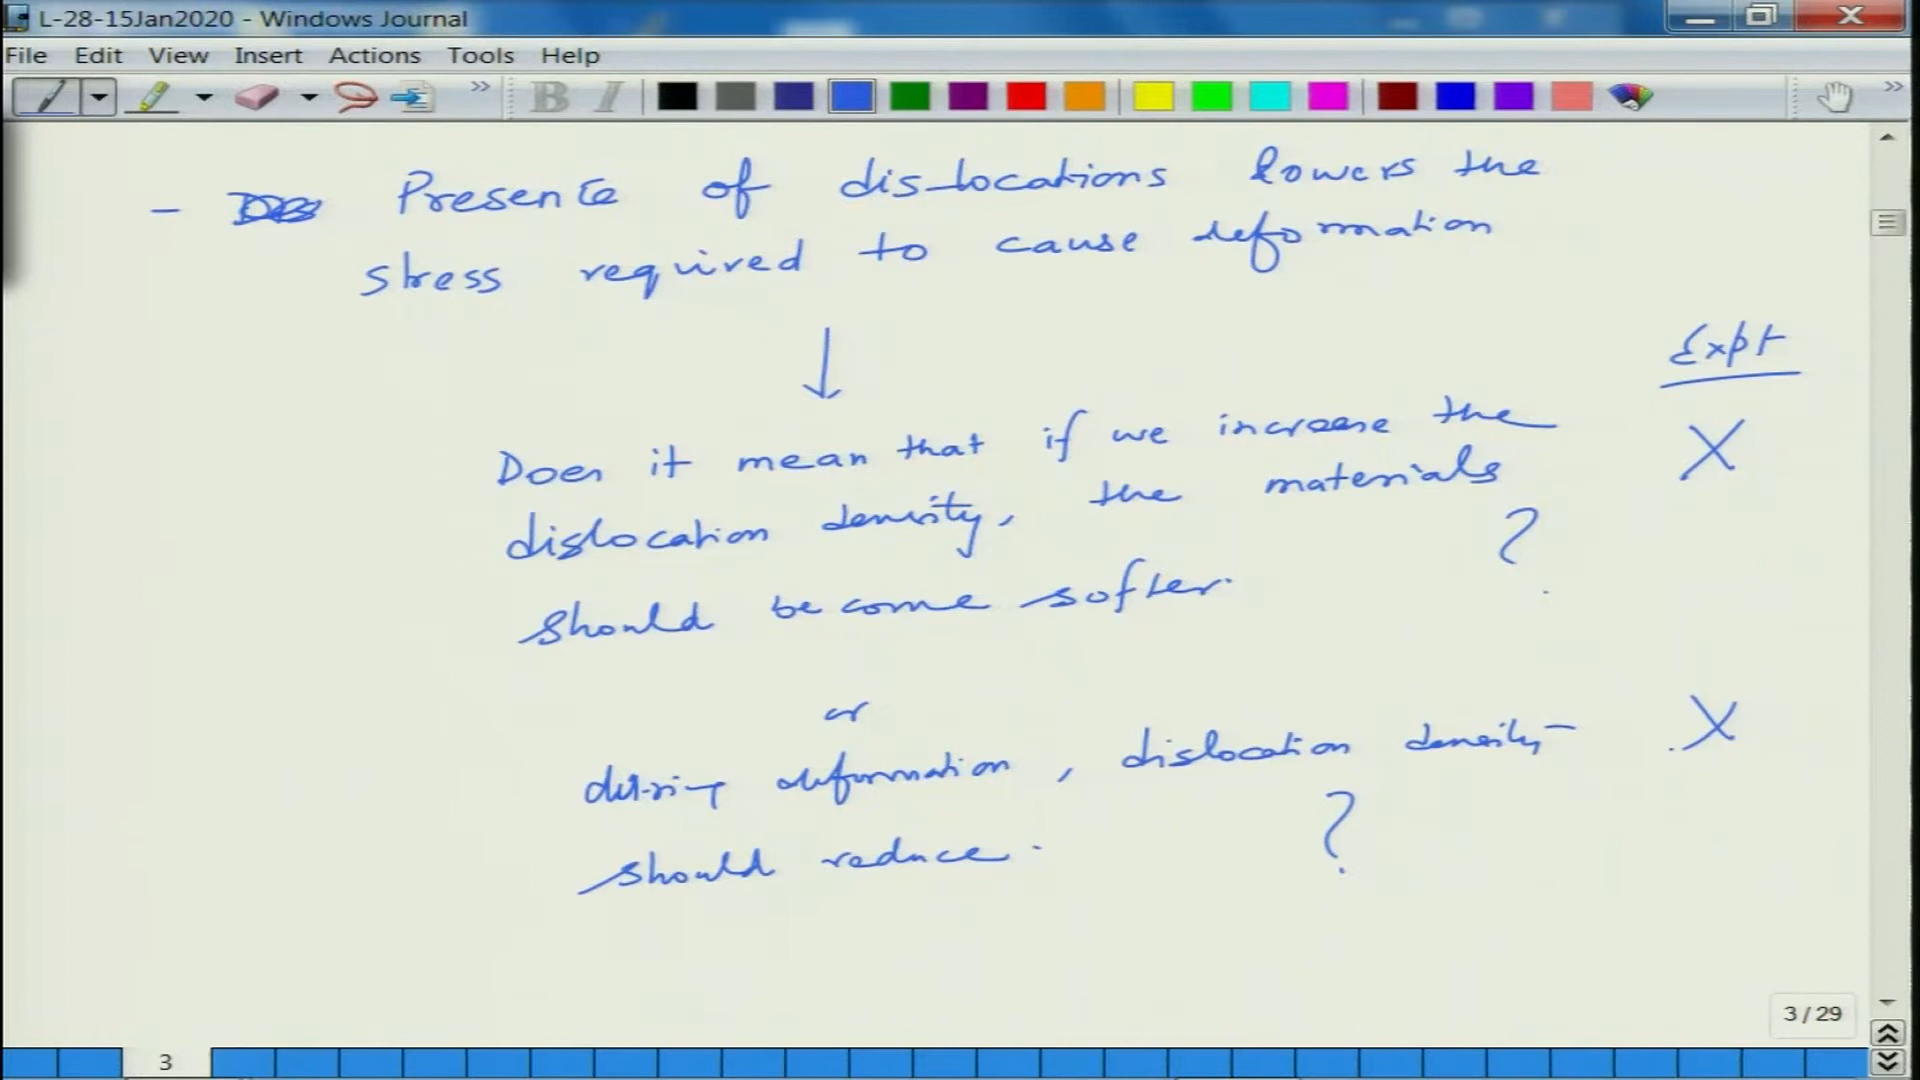 L-28-15Jan2020 - Windows Journal
File Edit View Insert Actions Tools Help
B I
- Presence of dislocations lowers the
stress required to cause deformation
↓
Expt
Does it mean that if we increase the X
dislocation density, the materials
should become softer. ?
or
during deformation, dislocation density X
should reduce. ?
3 / 29
3